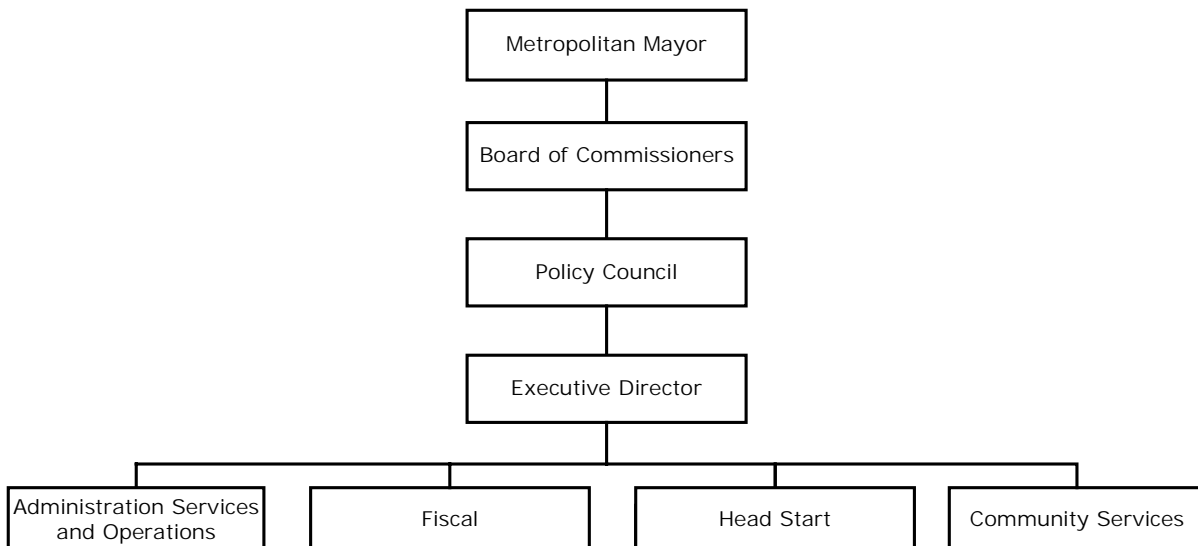 Metropolitan Mayor
Board of Commissioners
Policy Council
Executive Director
Administration Services
and Operations
Fiscal
Head Start
Community Services